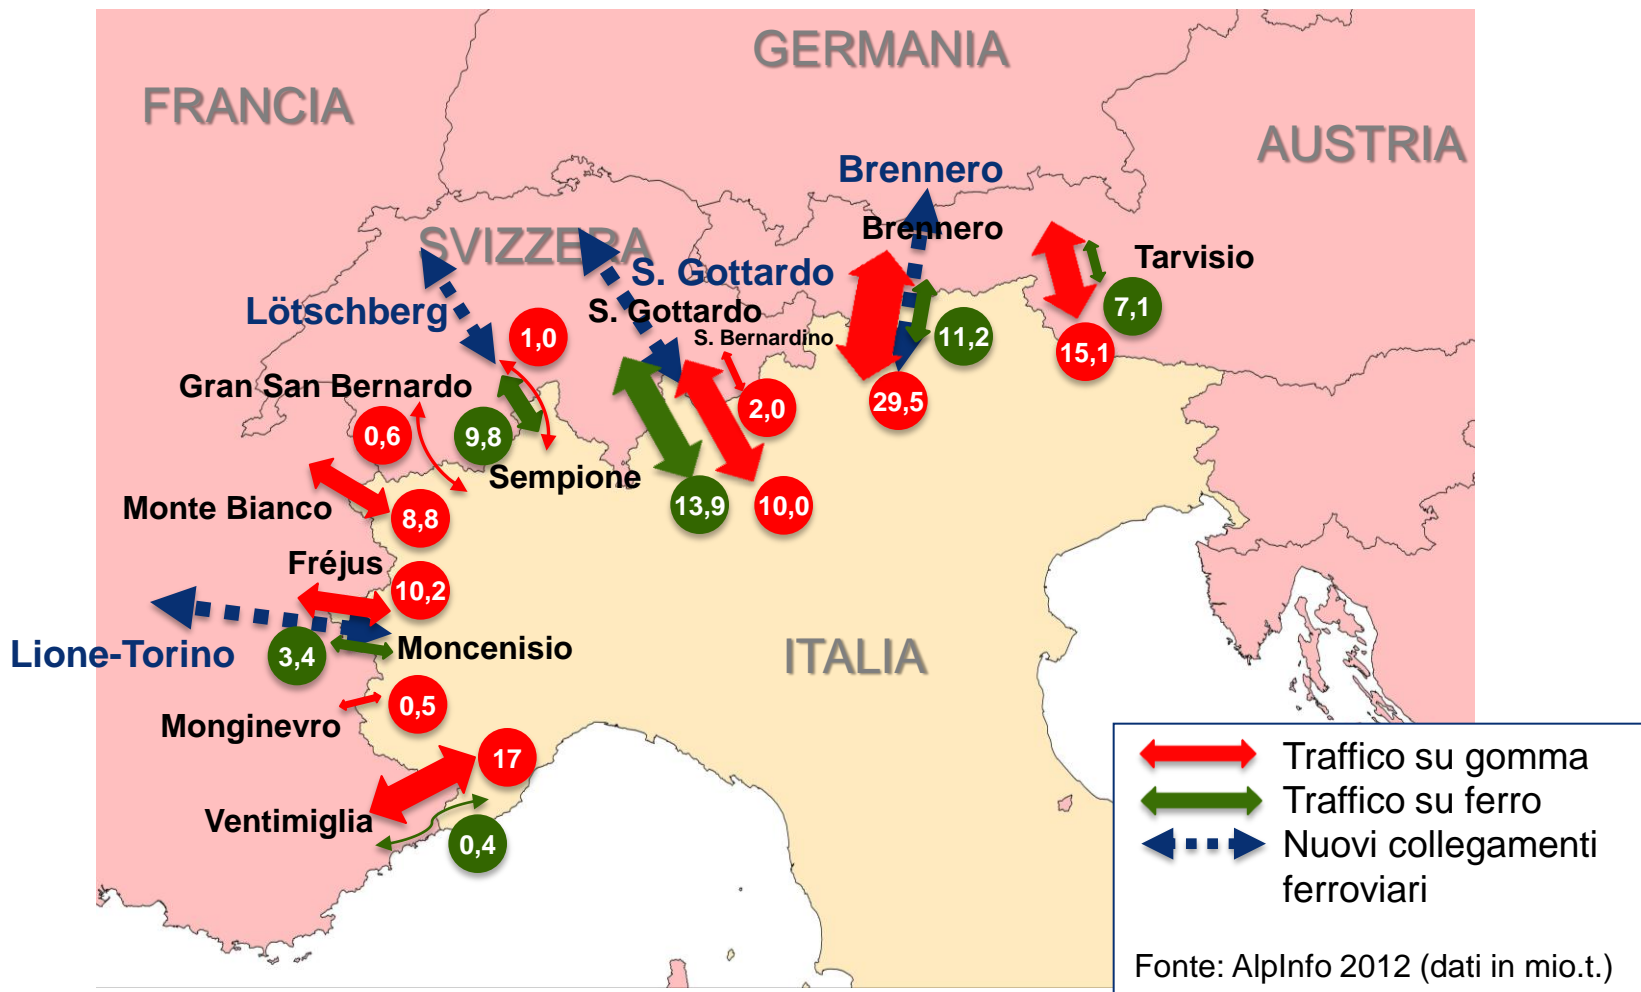 GERMANIA
FRANCIA
AUSTRIA
Brennero
Brennero
SVIZZERA
Tarvisio
S. Gottardo
Lötschberg
S. Gottardo
7,1
1,0
S. Bernardino
11,2
15,1
Gran San Bernardo
29,5
2,0
0,6
9,8
Sempione
Monte Bianco
8,8
13,9
10,0
Fréjus
10,2
Lione-Torino
3,4
Moncenisio
ITALIA
0,5
Monginevro
17
Ventimiglia
0,4
Traffico su gomma
Traffico su ferro
Nuovi collegamenti
ferroviari
Fonte: AlpInfo 2012 (dati in mio.t.)